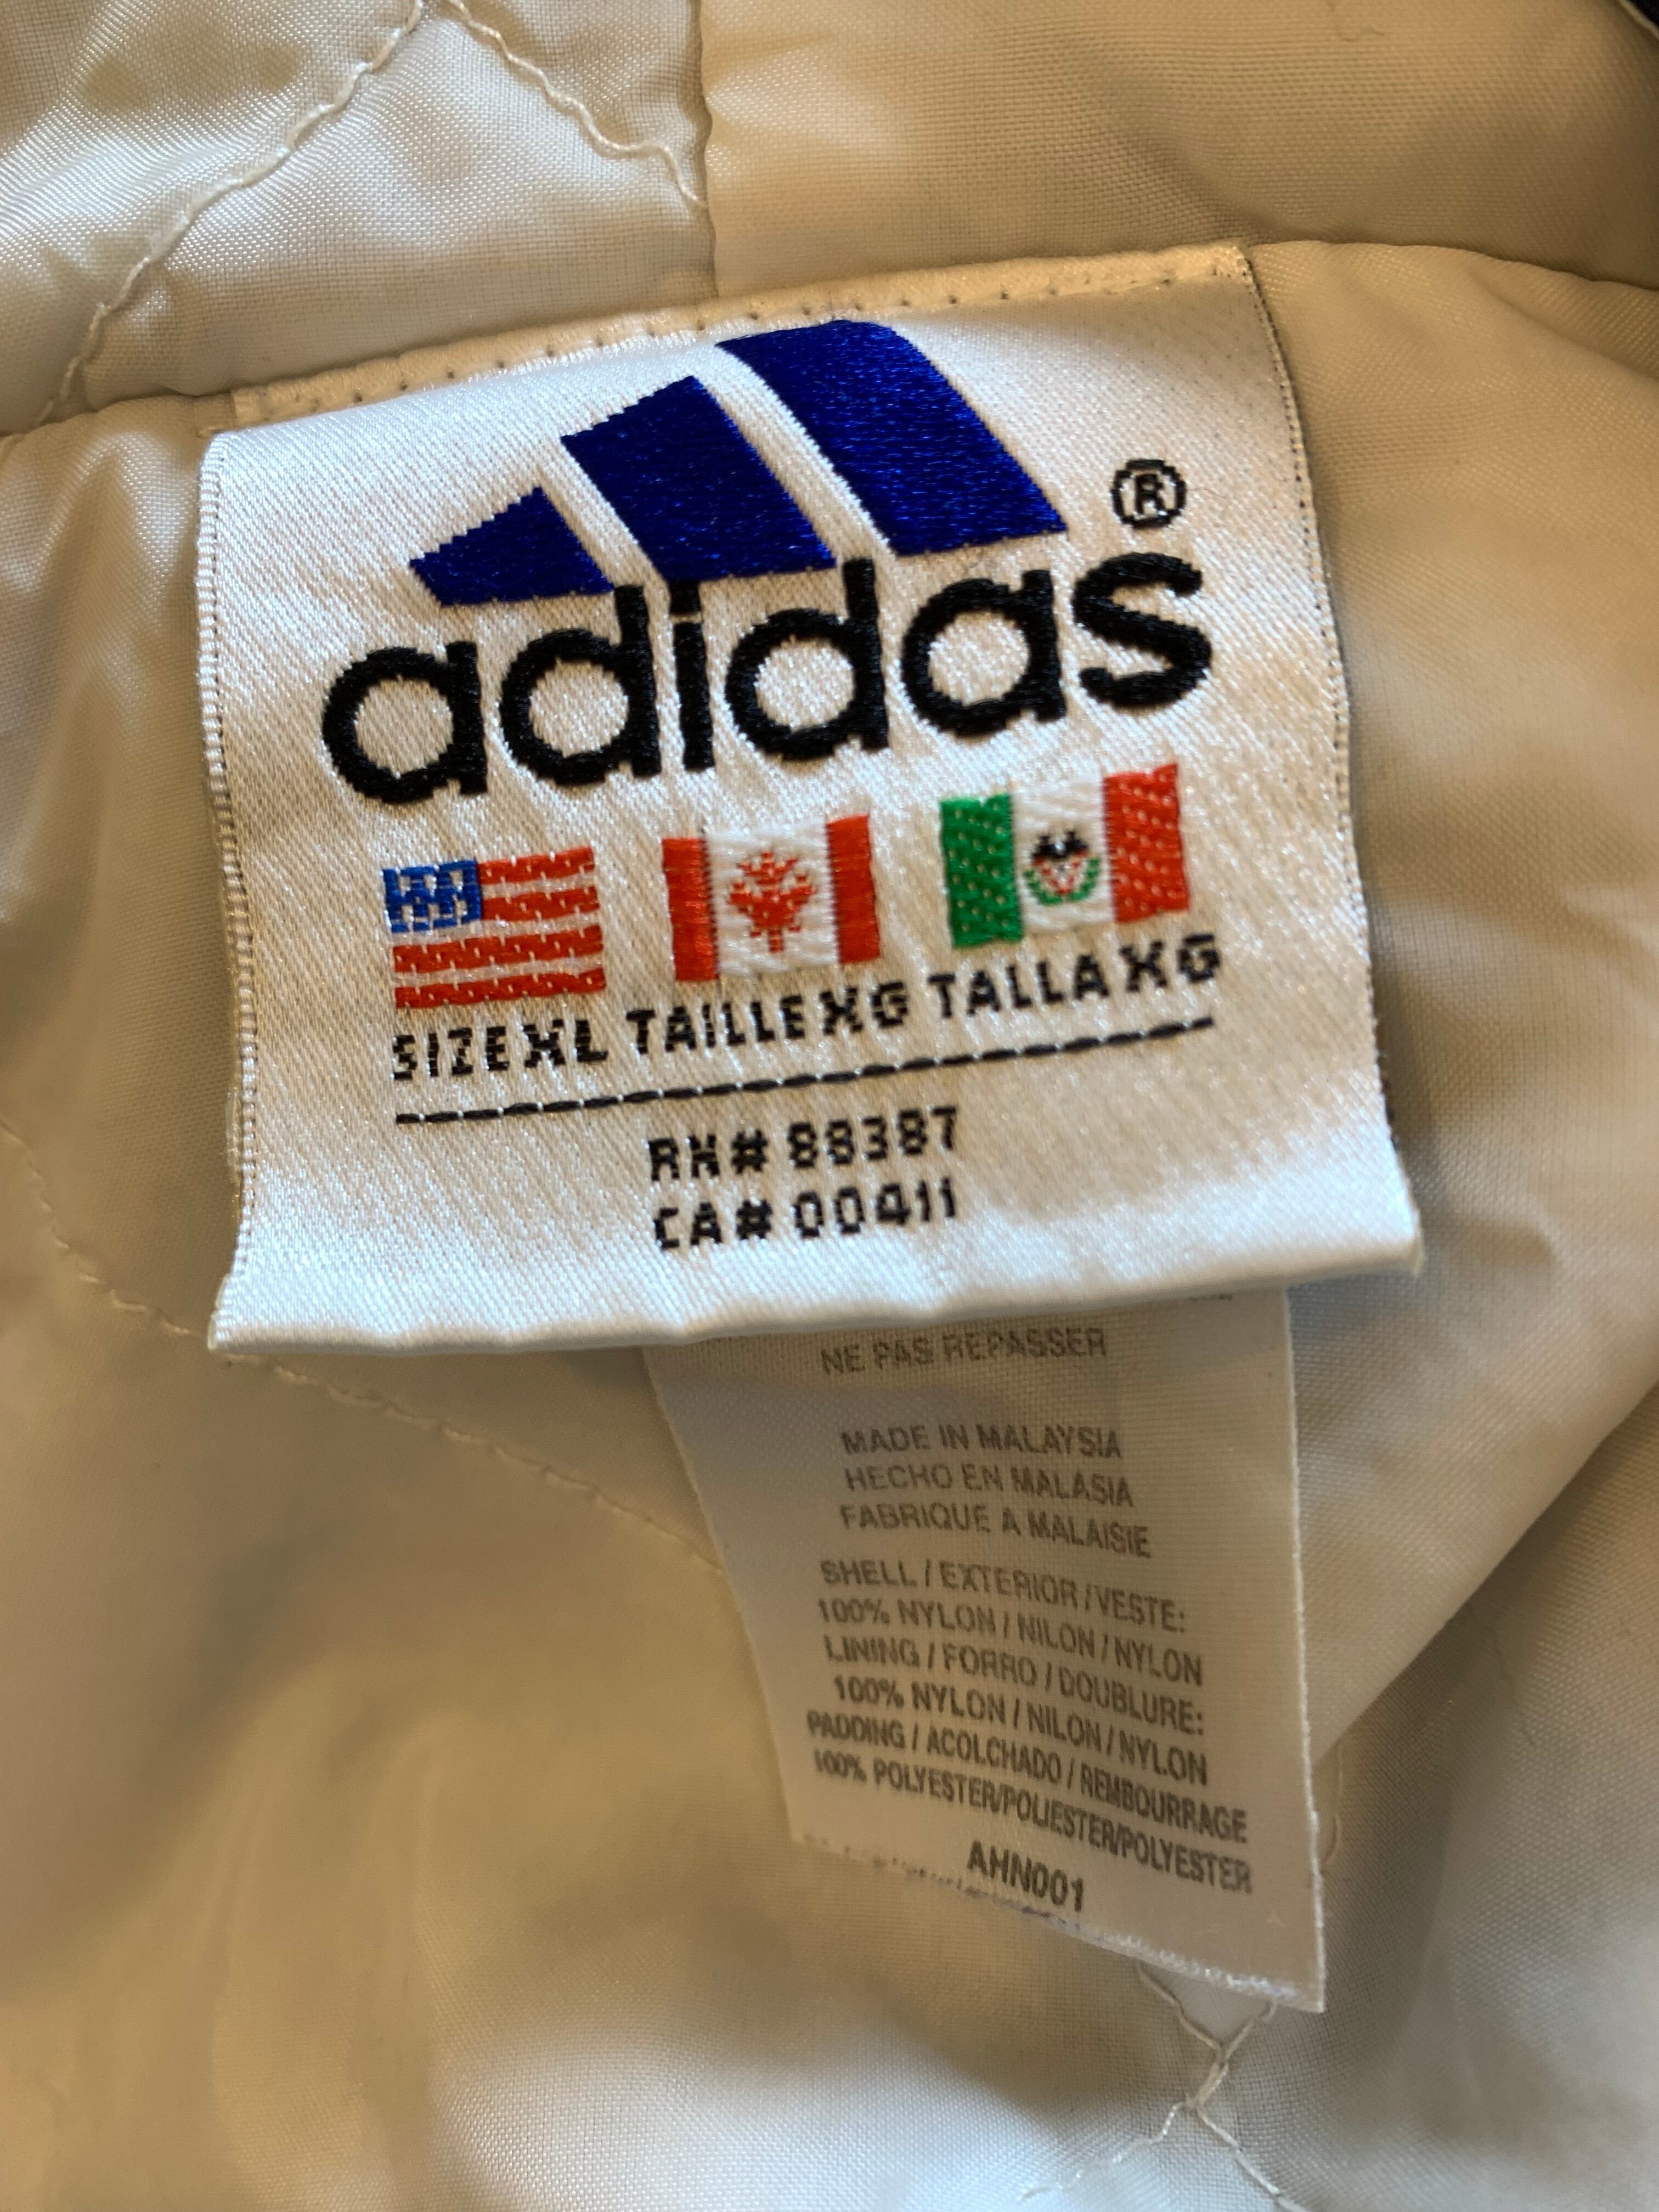 ®
adidas
SIZE XL TAILLE XG TALLA XG
RN# 88387
CA# 00411
NE PAS REPASSER
MADE IN MALAYSIA
HECHO EN MALASIA
FABRIQUE A MALAISIE
SHELL / EXTERIOR / VESTE:
100% NYLON / NILON / NYLON
LINING / FORRO / DOUBLURE:
100% NYLON / NILON / NYLON
PADDING / ACOLCHADO / REMBOURRAGE
100% POLYESTER/POLIESTER/POLYESTER
AHN001